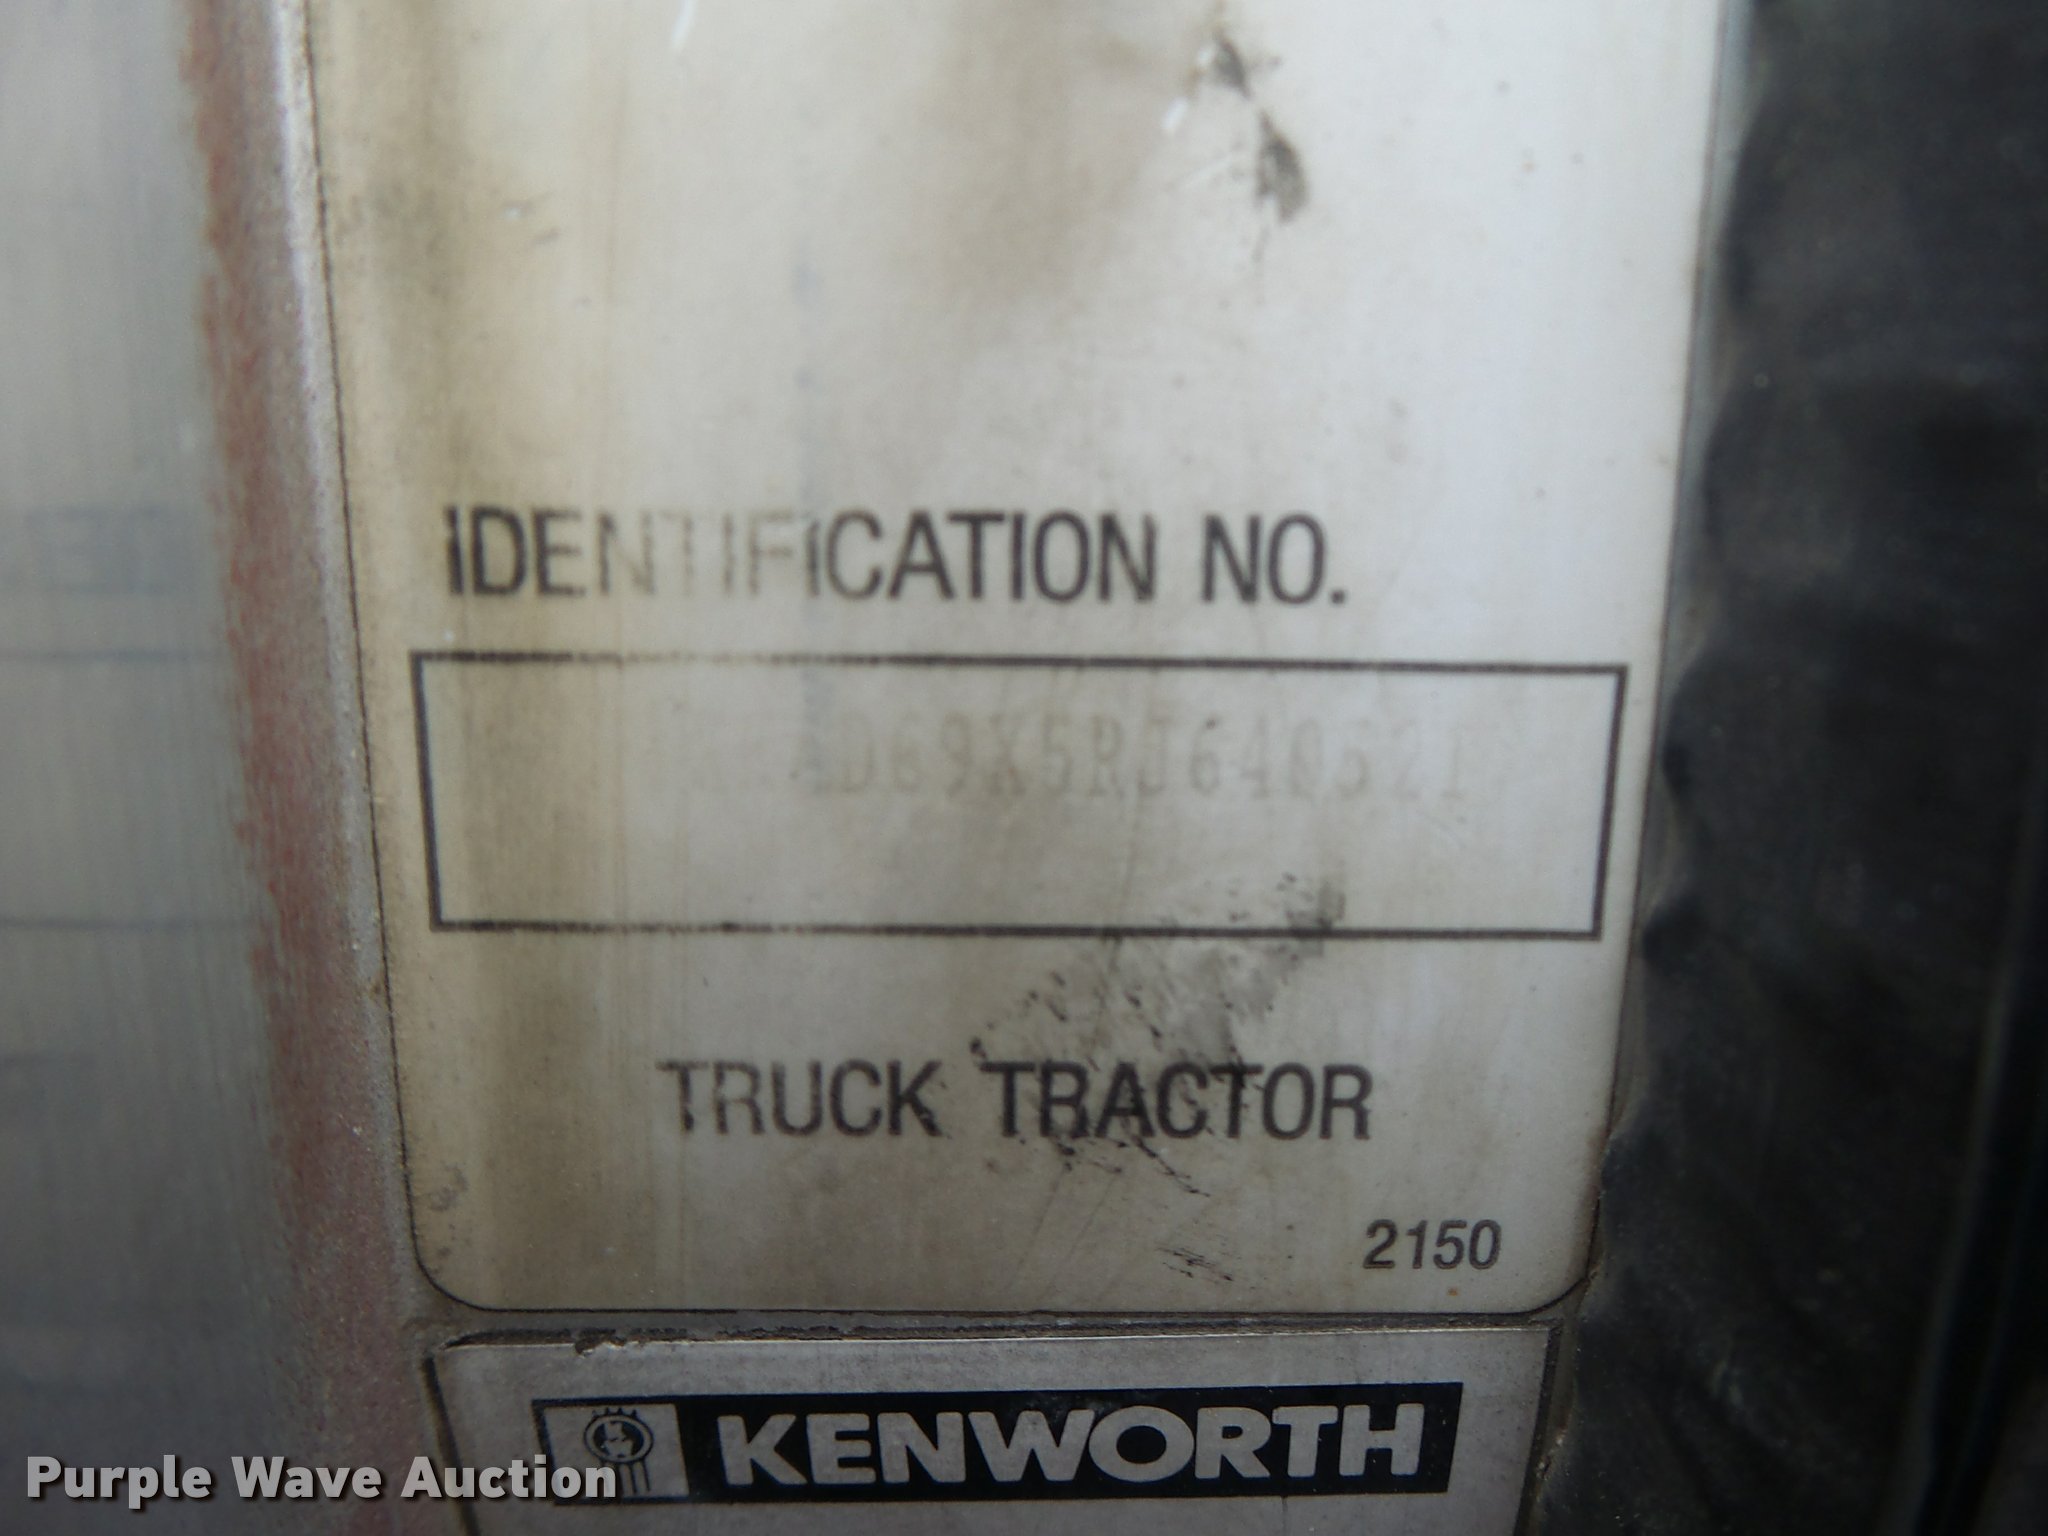 IDENTIFICATION NO.
TRUCK TRACTOR
2150
KENWORTH
Purple Wave Auction